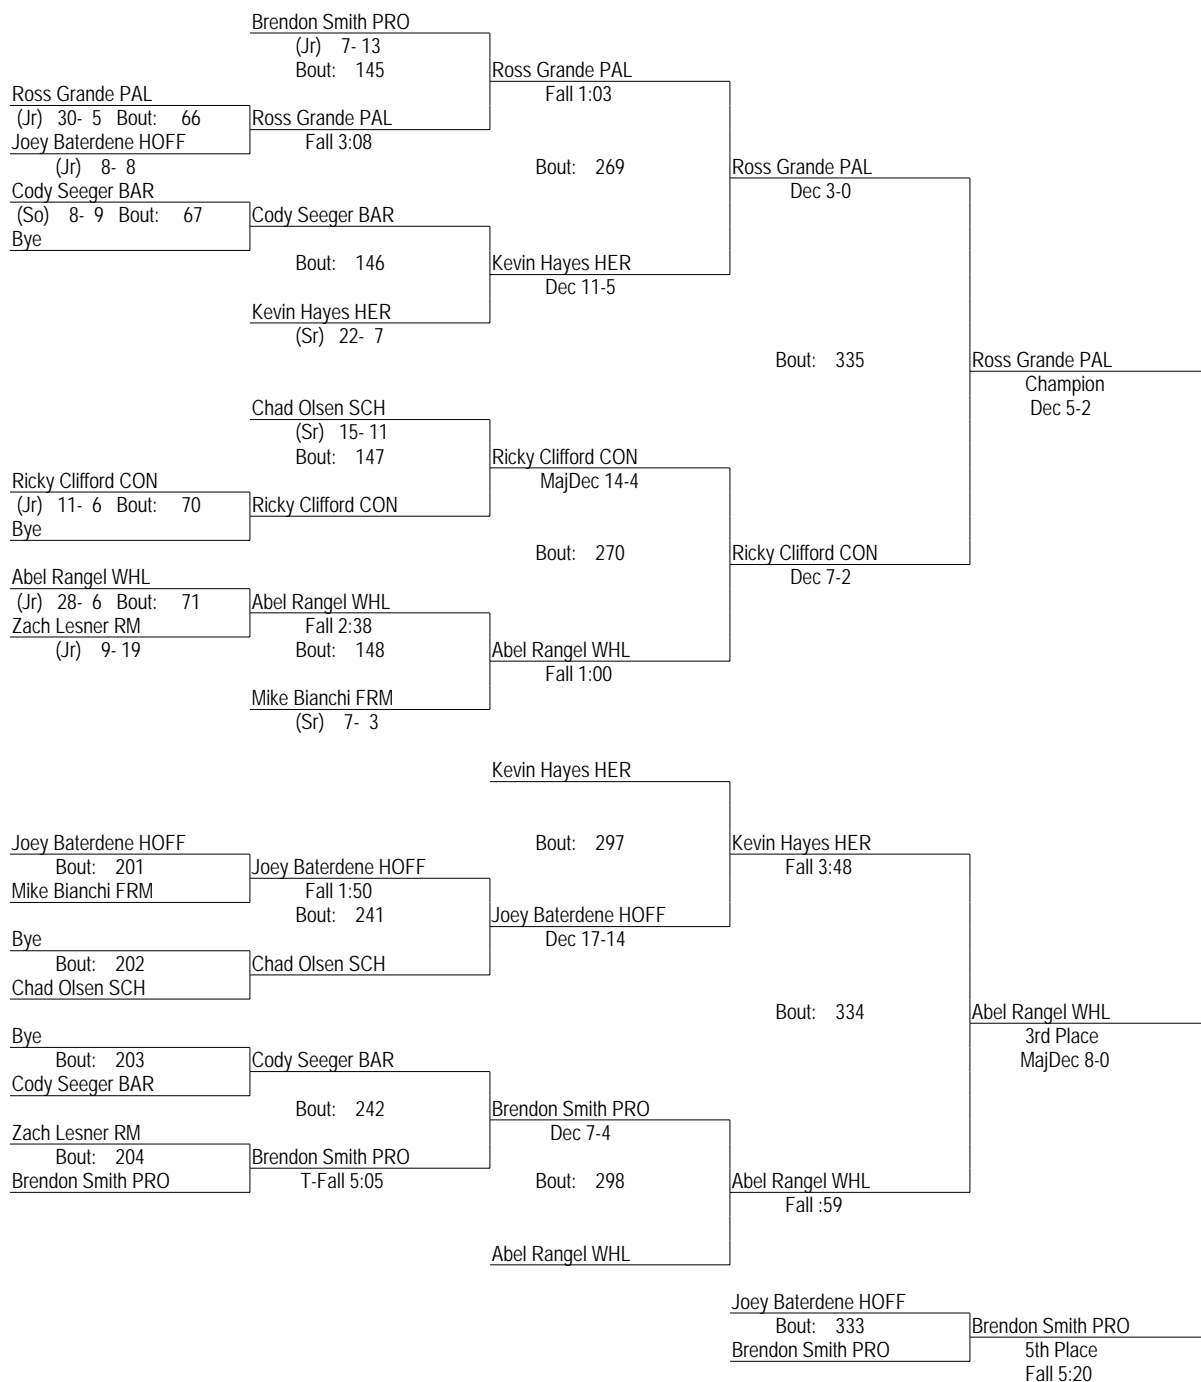 Brendon Smith PRO
(Jr) 7- 13
Bout: 145
Ross Grande PAL
Fall 1:03
Ross Grande PAL
(Jr) 30- 5 Bout: 66
Ross Grande PAL
Joey Baterdene HOFF
Fall 3:08
(Jr) 8- 8
Bout: 269
Ross Grande PAL
Dec 3-0
Cody Seeger BAR
(So) 8- 9 Bout: 67
Cody Seeger BAR
Bye
Bout: 146
Kevin Hayes HER
Dec 11-5
Kevin Hayes HER
(Sr) 22- 7
Bout: 335
Ross Grande PAL
Champion
Dec 5-2
Chad Olsen SCH
(Sr) 15- 11
Bout: 147
Ricky Clifford CON
MajDec 14-4
Ricky Clifford CON
(Jr) 11- 6 Bout: 70
Ricky Clifford CON
Bye
Bout: 270
Ricky Clifford CON
Dec 7-2
Abel Rangel WHL
(Jr) 28- 6 Bout: 71
Abel Rangel WHL
Zach Lesner RM
Fall 2:38
(Jr) 9- 19
Bout: 148
Abel Rangel WHL
Fall 1:00
Mike Bianchi FRM
(Sr) 7- 3
Kevin Hayes HER
Joey Baterdene HOFF
Bout: 297
Kevin Hayes HER
Bout: 201
Joey Baterdene HOFF
Fall 3:48
Mike Bianchi FRM
Fall 1:50
Bout: 241
Joey Baterdene HOFF
Bye
Dec 17-14
Bout: 202
Chad Olsen SCH
Chad Olsen SCH
Bout: 334
Abel Rangel WHL
Bye
3rd Place
Bout: 203
Cody Seeger BAR
MajDec 8-0
Cody Seeger BAR
Bout: 242
Brendon Smith PRO
Zach Lesner RM
Dec 7-4
Bout: 204
Brendon Smith PRO
Brendon Smith PRO
T-Fall 5:05
Bout: 298
Abel Rangel WHL
Fall :59
Abel Rangel WHL
Joey Baterdene HOFF
Bout: 333
Brendon Smith PRO
Brendon Smith PRO
5th Place
Fall 5:20